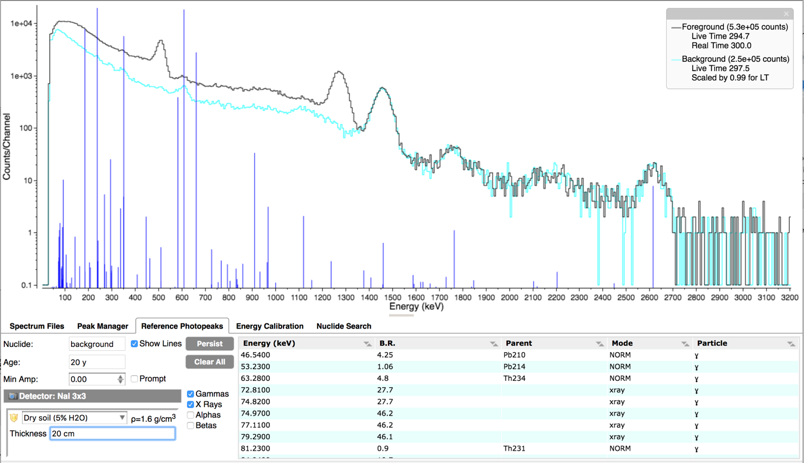 Foreground (5.3e+05 counts)
Live Time 294.7
Real Time 300.0
Background (2.5e+05 counts)
Live Time 297.5
Scaled by 0.99 for LT
Counts/Channel
1e+04
1e+03
100
10
1
0.1
100 200 300 400 500 600 700 800 900 1000 1100 1200 1300 1400 1500 1600 1700 1800 1900 2000 2100 2200 2300 2400 2500 2600 2700 2800 2900 3000 3100 3200
Energy (keV)
Spectrum Files Peak Manager Reference Photopeaks Energy Calibration Nuclide Search
Nuclide: background Show Lines Persist
Age: 20 y Clear All
Min Amp: 0.00 Prompt
Detector: NaI 3x3
Gammas
X Rays
Alphas
Betas
Dry soil (5% H2O) ρ=1.6 g/cm3
Thickness 20 cm
Energy (keV) B.R. Parent Mode Particle
46.5400 4.25 Pb210 NORM γ
53.2300 1.06 Pb214 NORM γ
63.2800 4.8 Th234 NORM γ
72.8100 27.7 xray γ
74.8200 27.7 xray γ
74.9700 46.2 xray γ
77.1100 46.2 xray γ
79.2900 46.1 xray γ
81.2300 0.9 Th231 NORM γ